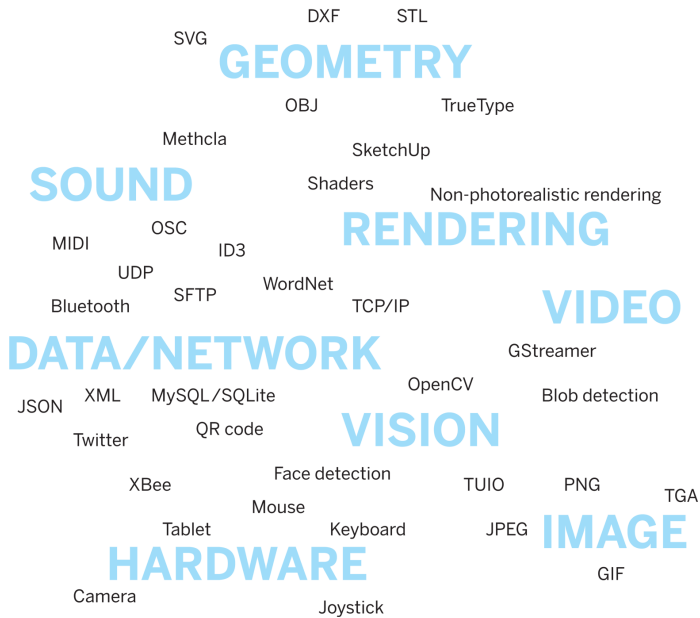 DXF
STL
SVG
GEOMETRY
OBJ
TrueType
Methcla
SketchUp
SOUND
Shaders
Non-photorealistic rendering
RENDERING
OSC
MIDI
ID3
UDP
WordNet
SFTP
Bluetooth
TCP/IP
VIDEO
DATA/NETWORK
GStreamer
OpenCV
XML
MySQL/SQLite
Blob detection
JSON
Twitter
QR code
VISION
Face detection
XBee
TUIO
PNG
TGA
Mouse
Tablet
Keyboard
JPEG
IMAGE
HARDWARE
GIF
Camera
Joystick